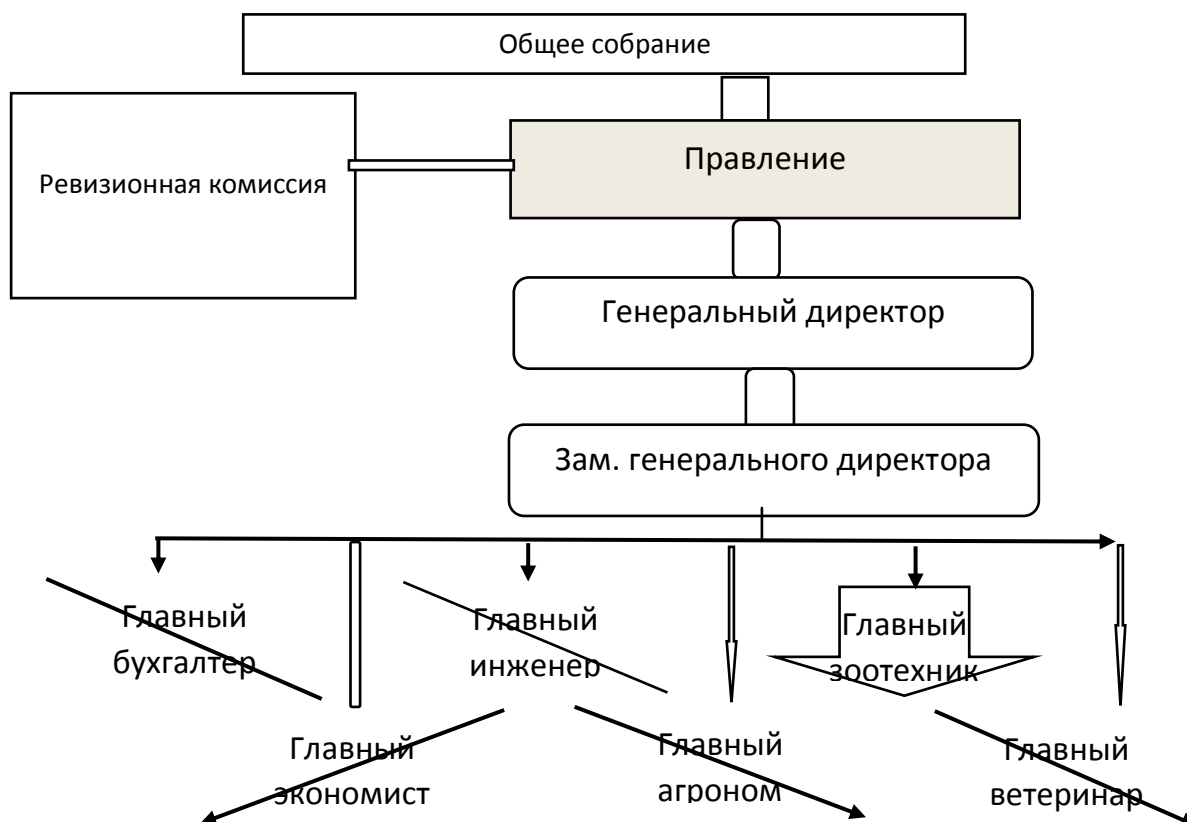 Общее собрание
Ревизионная комиссия
Правление
Генеральный директор
Зам. генерального директора
Главный
бухгалтер
Главный
инженер
Главный
зоотехник
Главный
экономист
Главный
агроном
Главный
ветеринар